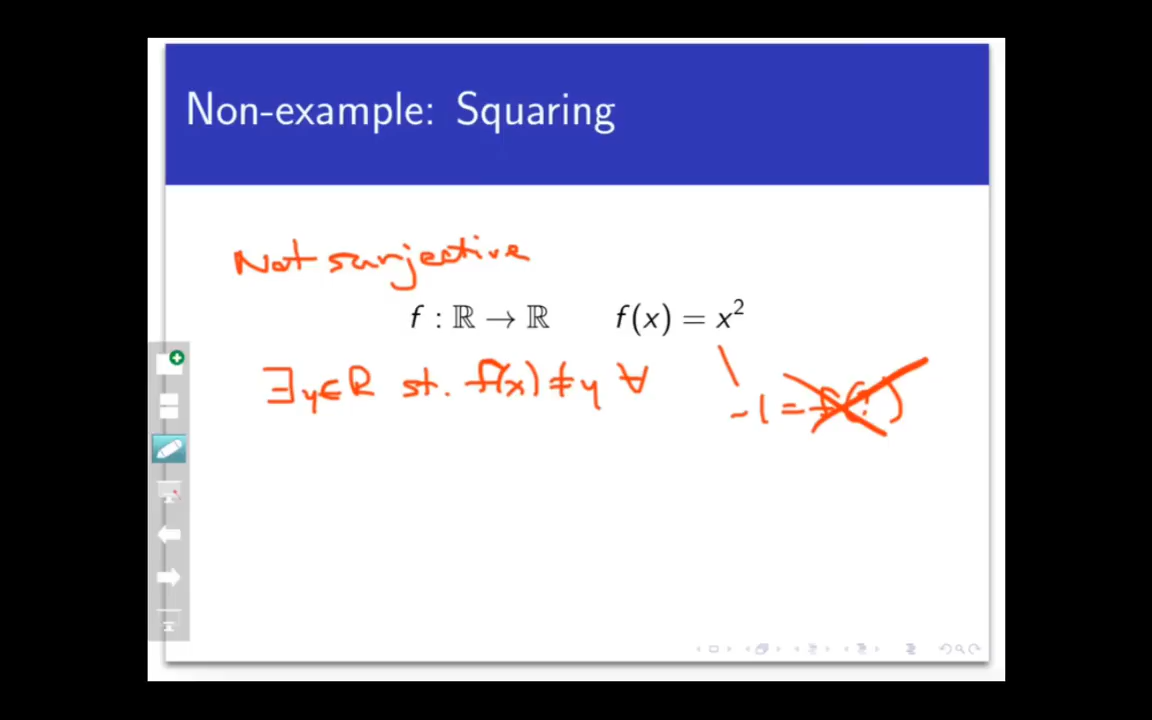 Non-example: Squaring
Not surjective
f : ℝ → ℝ f(x) = x²
∃y∈R st. f(x) ≠ y ∀
-1 = f(?)